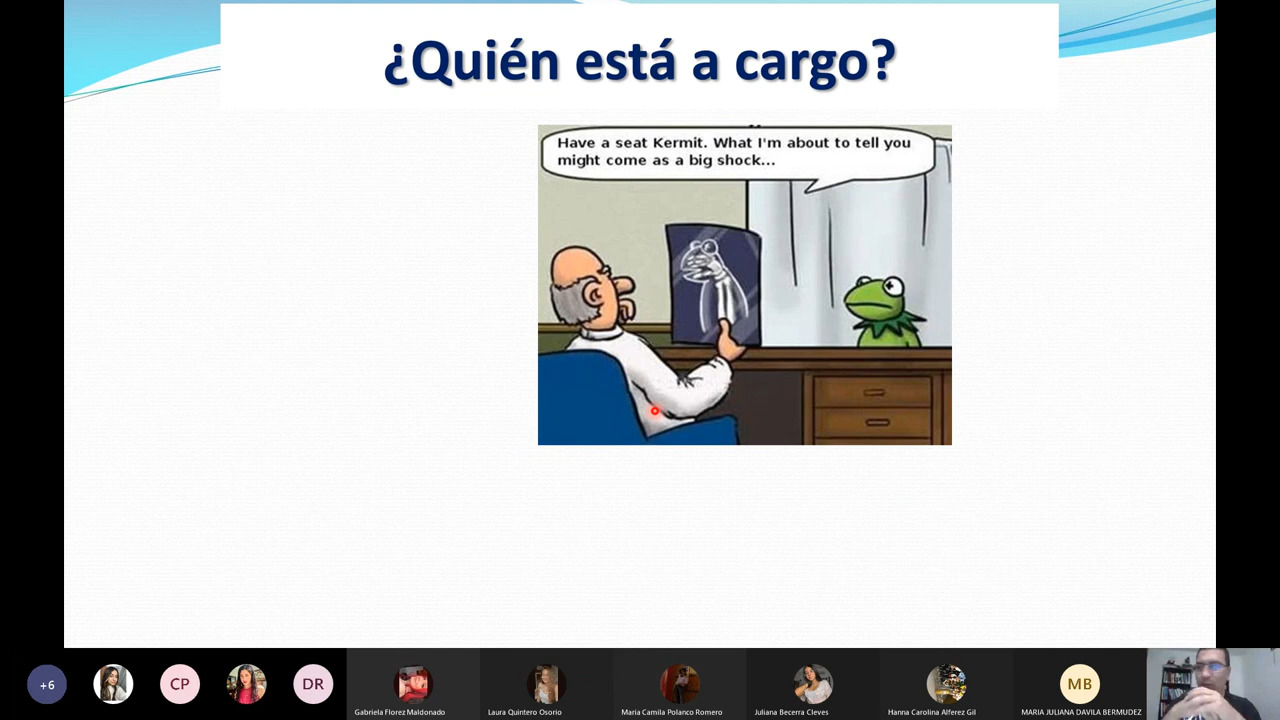 ¿Quién está a cargo?
Have a seat Kermit. What I'm about to tell you
might come as a big shock...
+6
CP
DR
Gabriela Florez Maldonado
Laura Quintero Osorio
Maria Camila Polanco Romero
Juliana Becerra Cleves
Hanna Carolina Alferez Gil
MB
MARIA JULIANA DAVILA BERMUDEZ